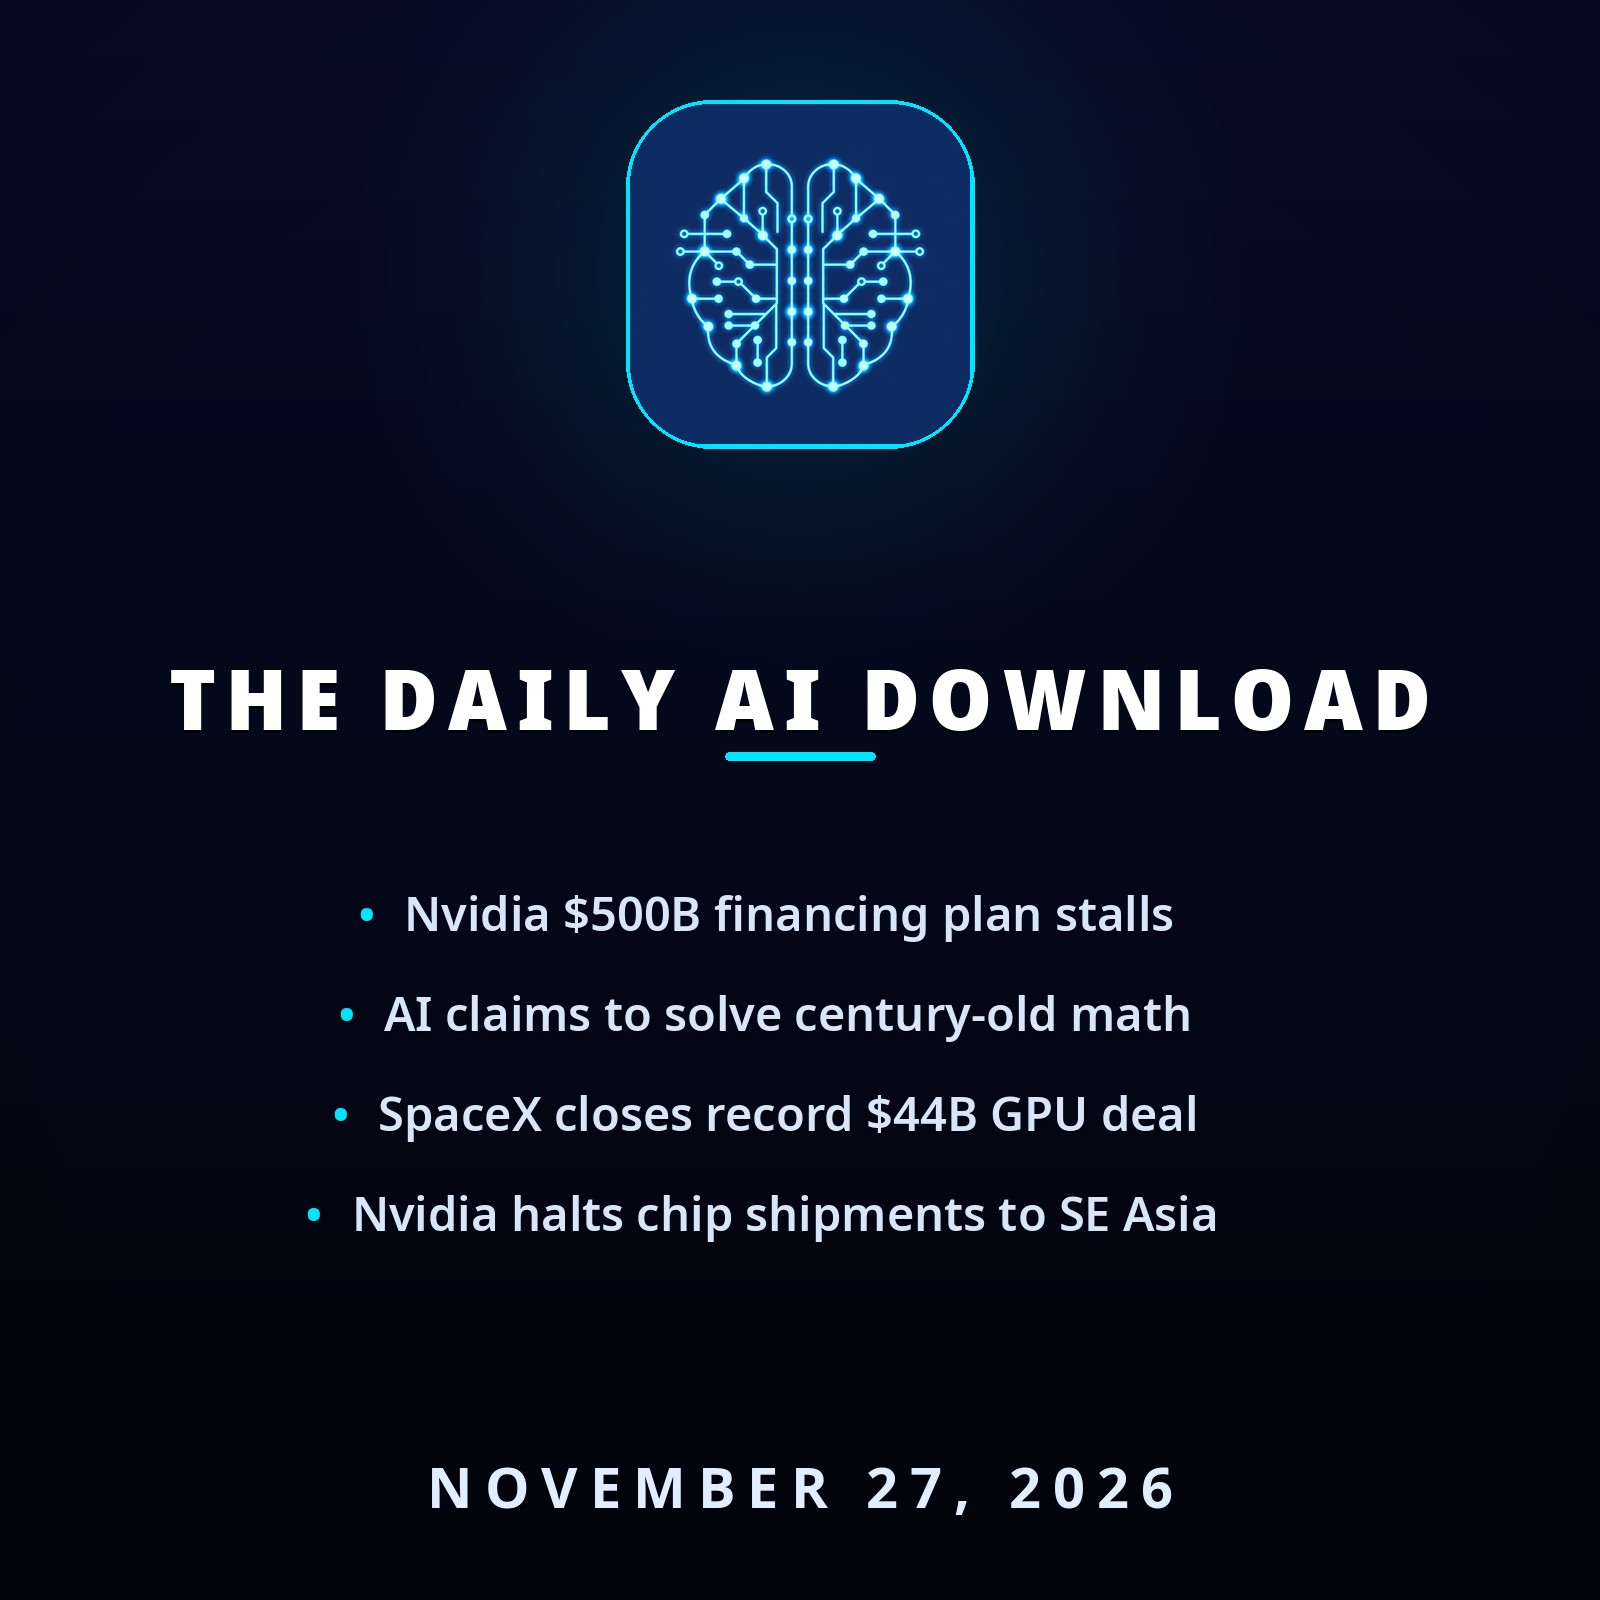 THE DAILY AI DOWNLOAD
• Nvidia $500B financing plan stalls
• AI claims to solve century-old math
• SpaceX closes record $44B GPU deal
• Nvidia halts chip shipments to SE Asia
NOVEMBER 27, 2026